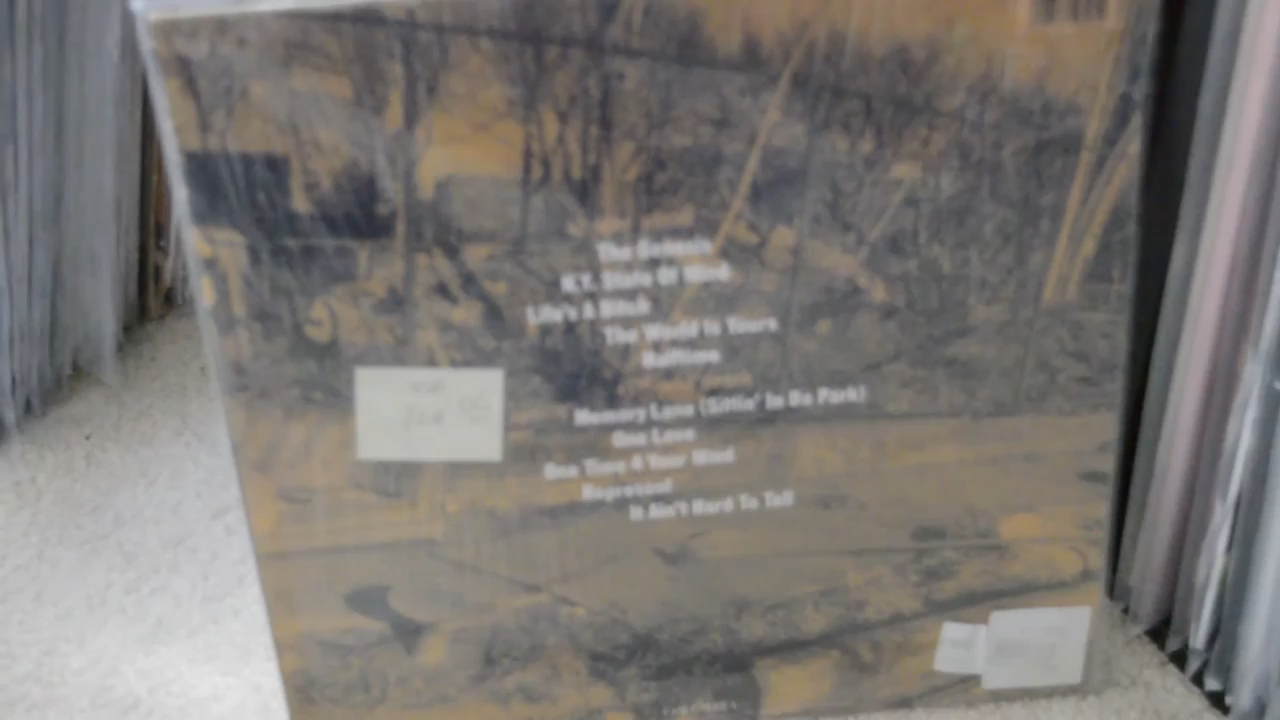 The Genesis
N.Y. State Of Mind
Life's A Bitch
The World Is Yours
Halftime
Memory Lane (Sittin' In Da Park)
One Love
One Time 4 Your Mind
Represent
It Ain't Hard To Tell